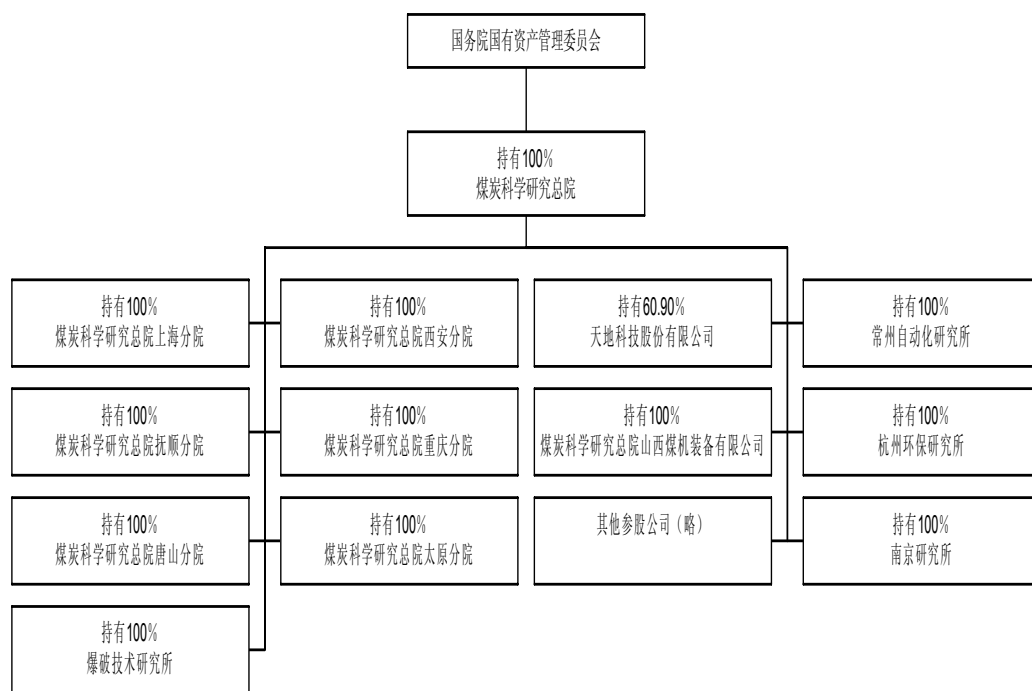 国务院国有资产管理委员会
持有100%
煤炭科学研究总院
持有100%
煤炭科学研究总院上海分院
持有100%
煤炭科学研究总院西安分院
持有60.90%
天地科技股份有限公司
持有100%
常州自动化研究所
持有100%
煤炭科学研究总院抚顺分院
持有100%
煤炭科学研究总院重庆分院
持有100%
煤炭科学研究总院山西煤机装备有限公司
持有100%
杭州环保研究所
持有100%
煤炭科学研究总院唐山分院
持有100%
煤炭科学研究总院太原分院
其他参股公司（略）
持有100%
南京研究所
持有100%
爆破技术研究所